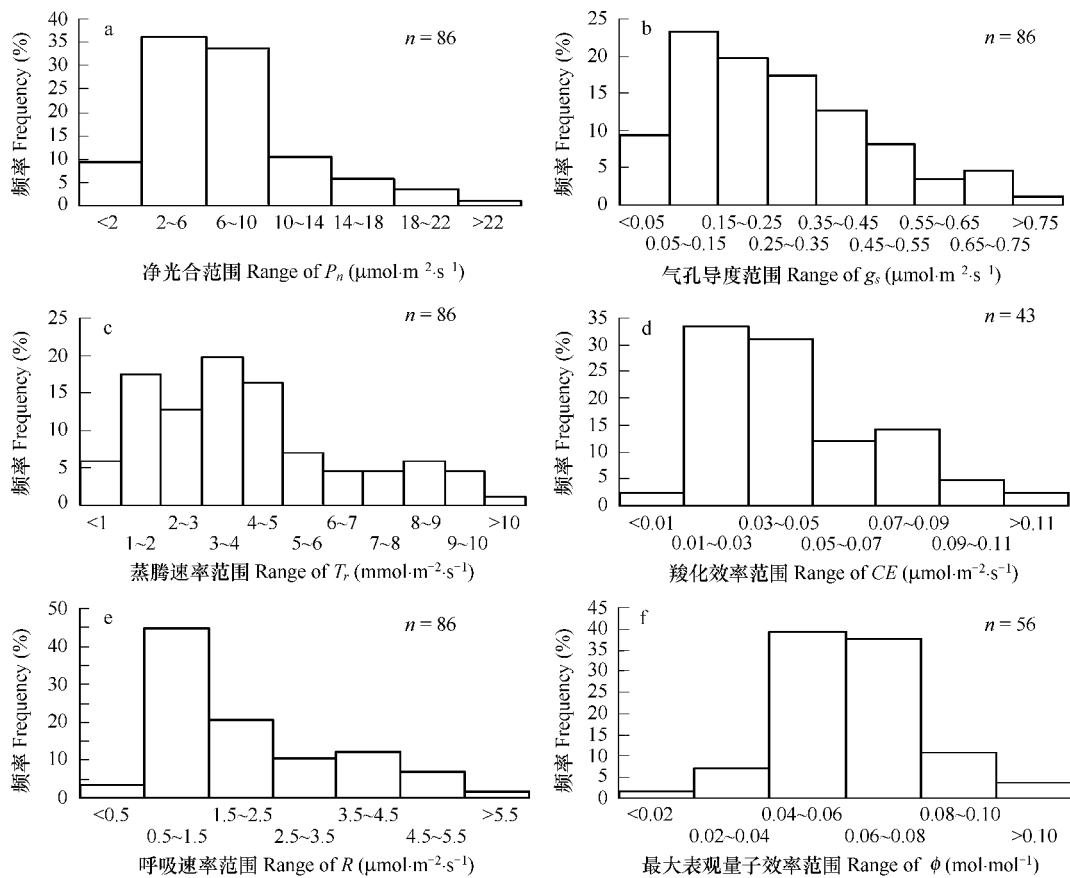 a
n = 86
频率 Frequency (%)
40
35
30
25
20
15
10
5
0
<2 2~6 6~10 10~14 14~18 18~22 >22
净光合范围 Range of Pn (μmol·m 2·s 1)
b
n = 86
频率 Frequency (%)
25
20
15
10
5
0
<0.05 0.15~0.25 0.35~0.45 0.55~0.65 >0.75
0.05~0.15 0.25~0.35 0.45~0.55 0.65~0.75
气孔导度范围 Range of gs (μmol·m 2·s 1)
c
n = 86
频率 Frequency (%)
25
20
15
10
5
0
<1 2~3 4~5 6~7 8~9 >10
1~2 3~4 5~6 7~8 9~10
蒸腾速率范围 Range of Tr (mmol·m−2·s−1)
d
n = 43
频率 Frequency (%)
35
30
25
20
15
10
5
0
<0.01 0.03~0.05 0.07~0.09 >0.11
0.01~0.03 0.05~0.07 0.09~0.11
羧化效率范围 Range of CE (μmol·m−2·s−1)
e
n = 86
频率 Frequency (%)
50
40
30
20
10
0
<0.5 1.5~2.5 3.5~4.5 >5.5
0.5~1.5 2.5~3.5 4.5~5.5
呼吸速率范围 Range of R (μmol·m−2·s−1)
f
n = 56
频率 Frequency (%)
45
40
35
30
25
20
15
10
5
0
<0.02 0.04~0.06 0.08~0.10
0.02~0.04 0.06~0.08 >0.10
最大表观量子效率范围 Range of ϕ (mol·mol−1)